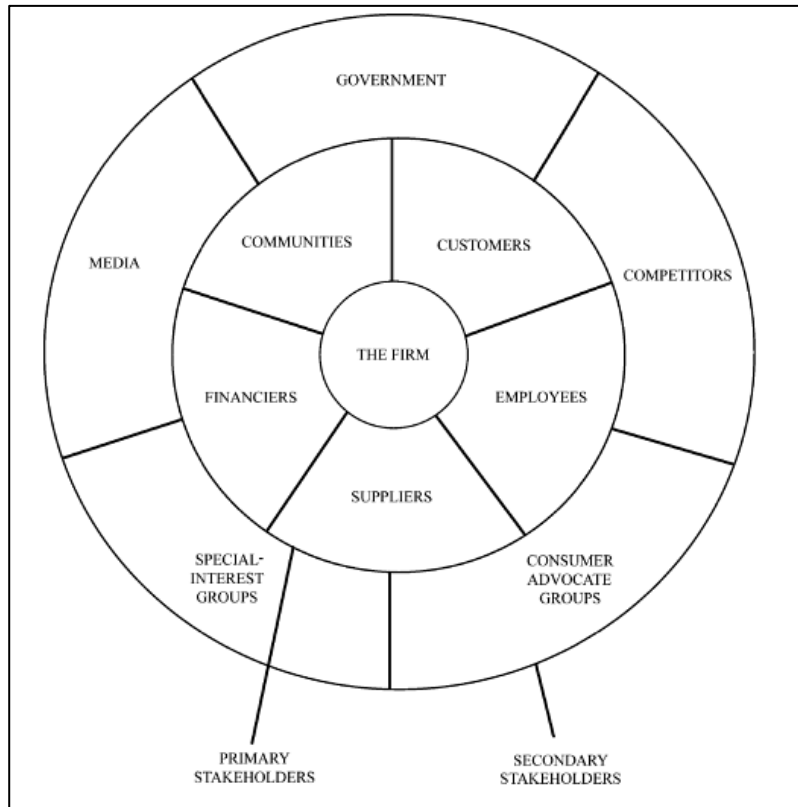 GOVERNMENT
COMMUNITIES
CUSTOMERS
MEDIA
COMPETITORS
THE FIRM
FINANCIERS
EMPLOYEES
SUPPLIERS
SPECIAL-
INTEREST
GROUPS
CONSUMER
ADVOCATE
GROUPS
PRIMARY
STAKEHOLDERS
SECONDARY
STAKEHOLDERS